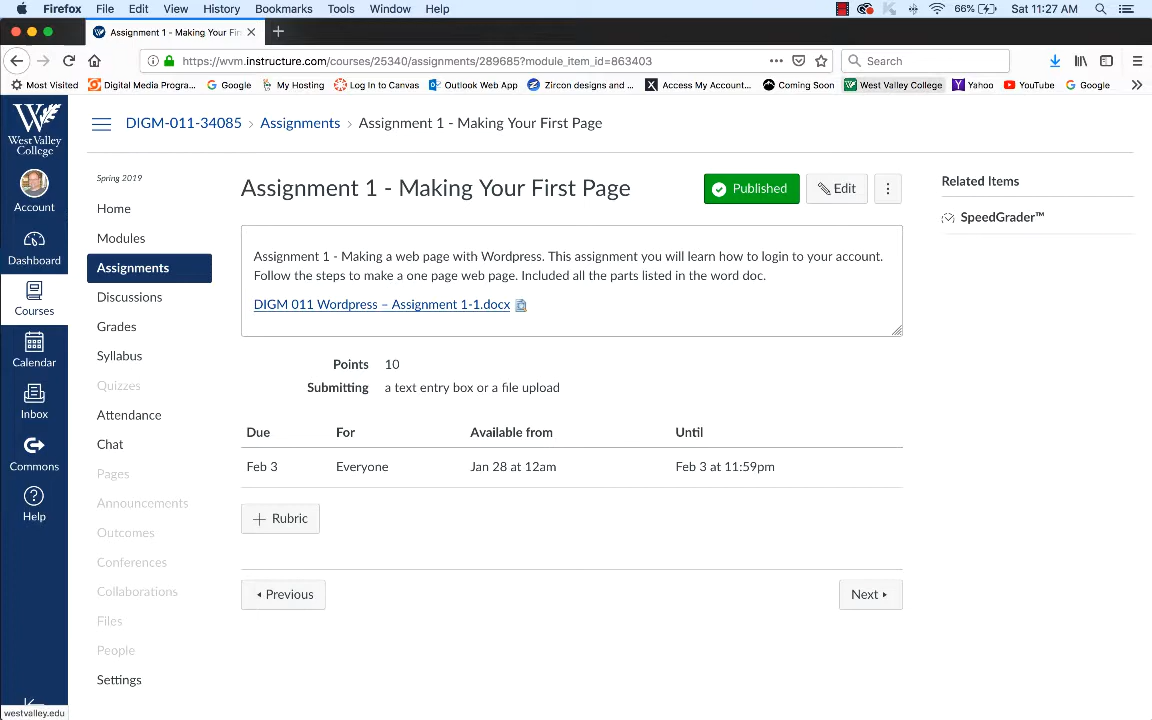 Firefox File Edit View History Bookmarks Tools Window Help 66% Sat 11:27 AM
Assignment 1 - Making Your Fir
https://wvm.instructure.com/courses/25340/assignments/289685?module_item_id=863403 Search
Most Visited Digital Media Progra... Google My Hosting Log In to Canvas Outlook Web App Zircon designs and ... Access My Account... Coming Soon West Valley College Yahoo YouTube Google
West Valley College
Account
Dashboard
Courses
Calendar
Inbox
Commons
Help
westvalley.edu
DIGM-011-34085 › Assignments › Assignment 1 - Making Your First Page
Spring 2019
Home
Modules
Assignments
Discussions
Grades
Syllabus
Quizzes
Attendance
Chat
Pages
Announcements
Outcomes
Conferences
Collaborations
Files
People
Settings
Assignment 1 - Making Your First Page
Published Edit
Assignment 1 - Making a web page with Wordpress. This assignment you will learn how to login to your account.
Follow the steps to make a one page web page. Included all the parts listed in the word doc.
DIGM 011 Wordpress – Assignment 1-1.docx
Points 10
Submitting a text entry box or a file upload
Due For Available from Until
Feb 3 Everyone Jan 28 at 12am Feb 3 at 11:59pm
+ Rubric
Previous Next
Related Items
SpeedGrader™